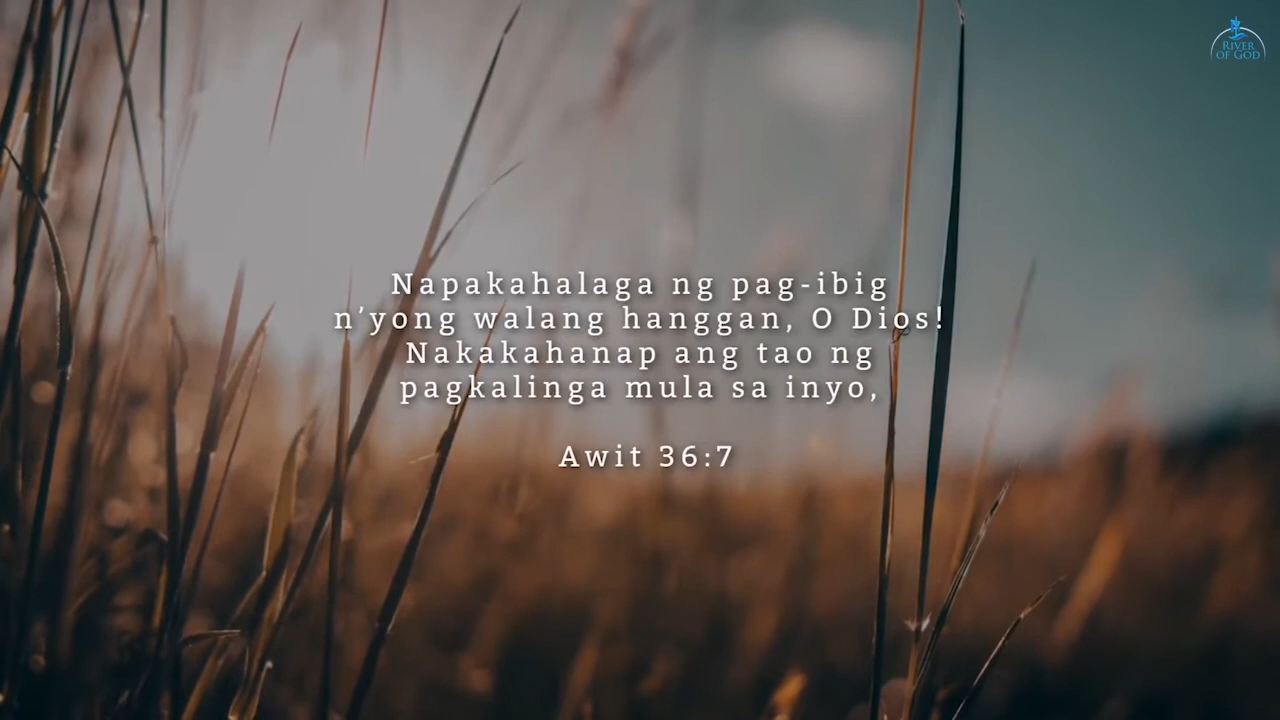 RIVER
OF GOD
Napakahalaga ng pag-ibig
n’yong walang hanggan, O Dios!
Nakakahanap ang tao ng
pagkalinga mula sa inyo,
Awit 36:7